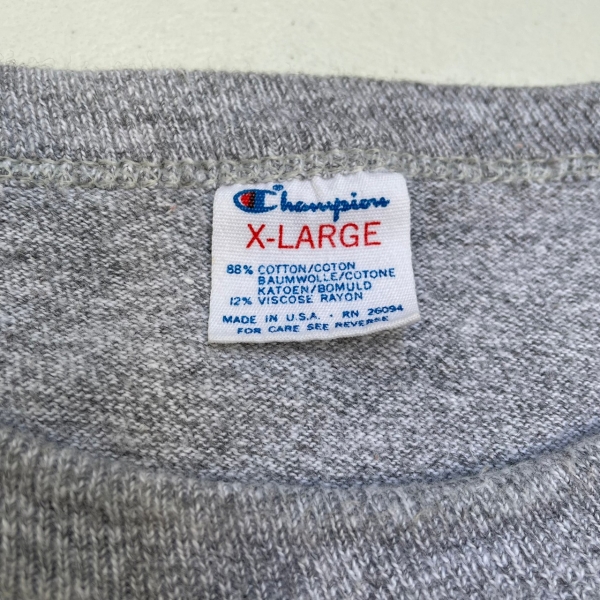 Champion
X-LARGE
88% COTTON/COTON
BAUMWOLLE/COTONE
KATOEN/BOMULD
12% VISCOSE RAYON
MADE IN U.S.A. · RN 26094
FOR CARE SEE REVERSE